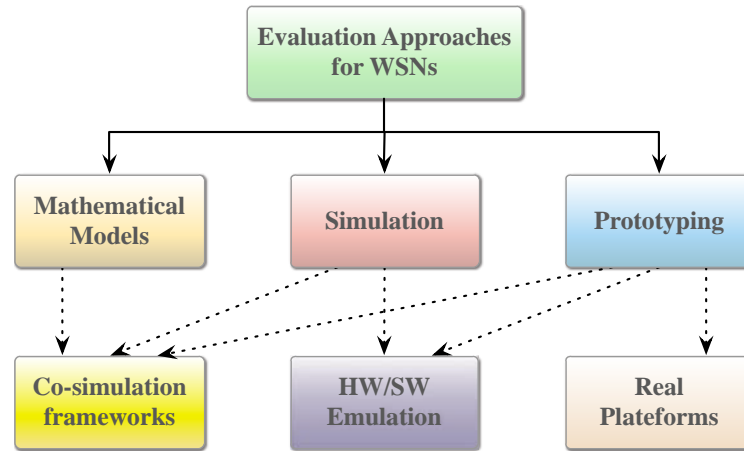 Evaluation Approaches
for WSNs
Mathematical
Models
Simulation
Prototyping
Co-simulation
frameworks
HW/SW
Emulation
Real
Plateforms